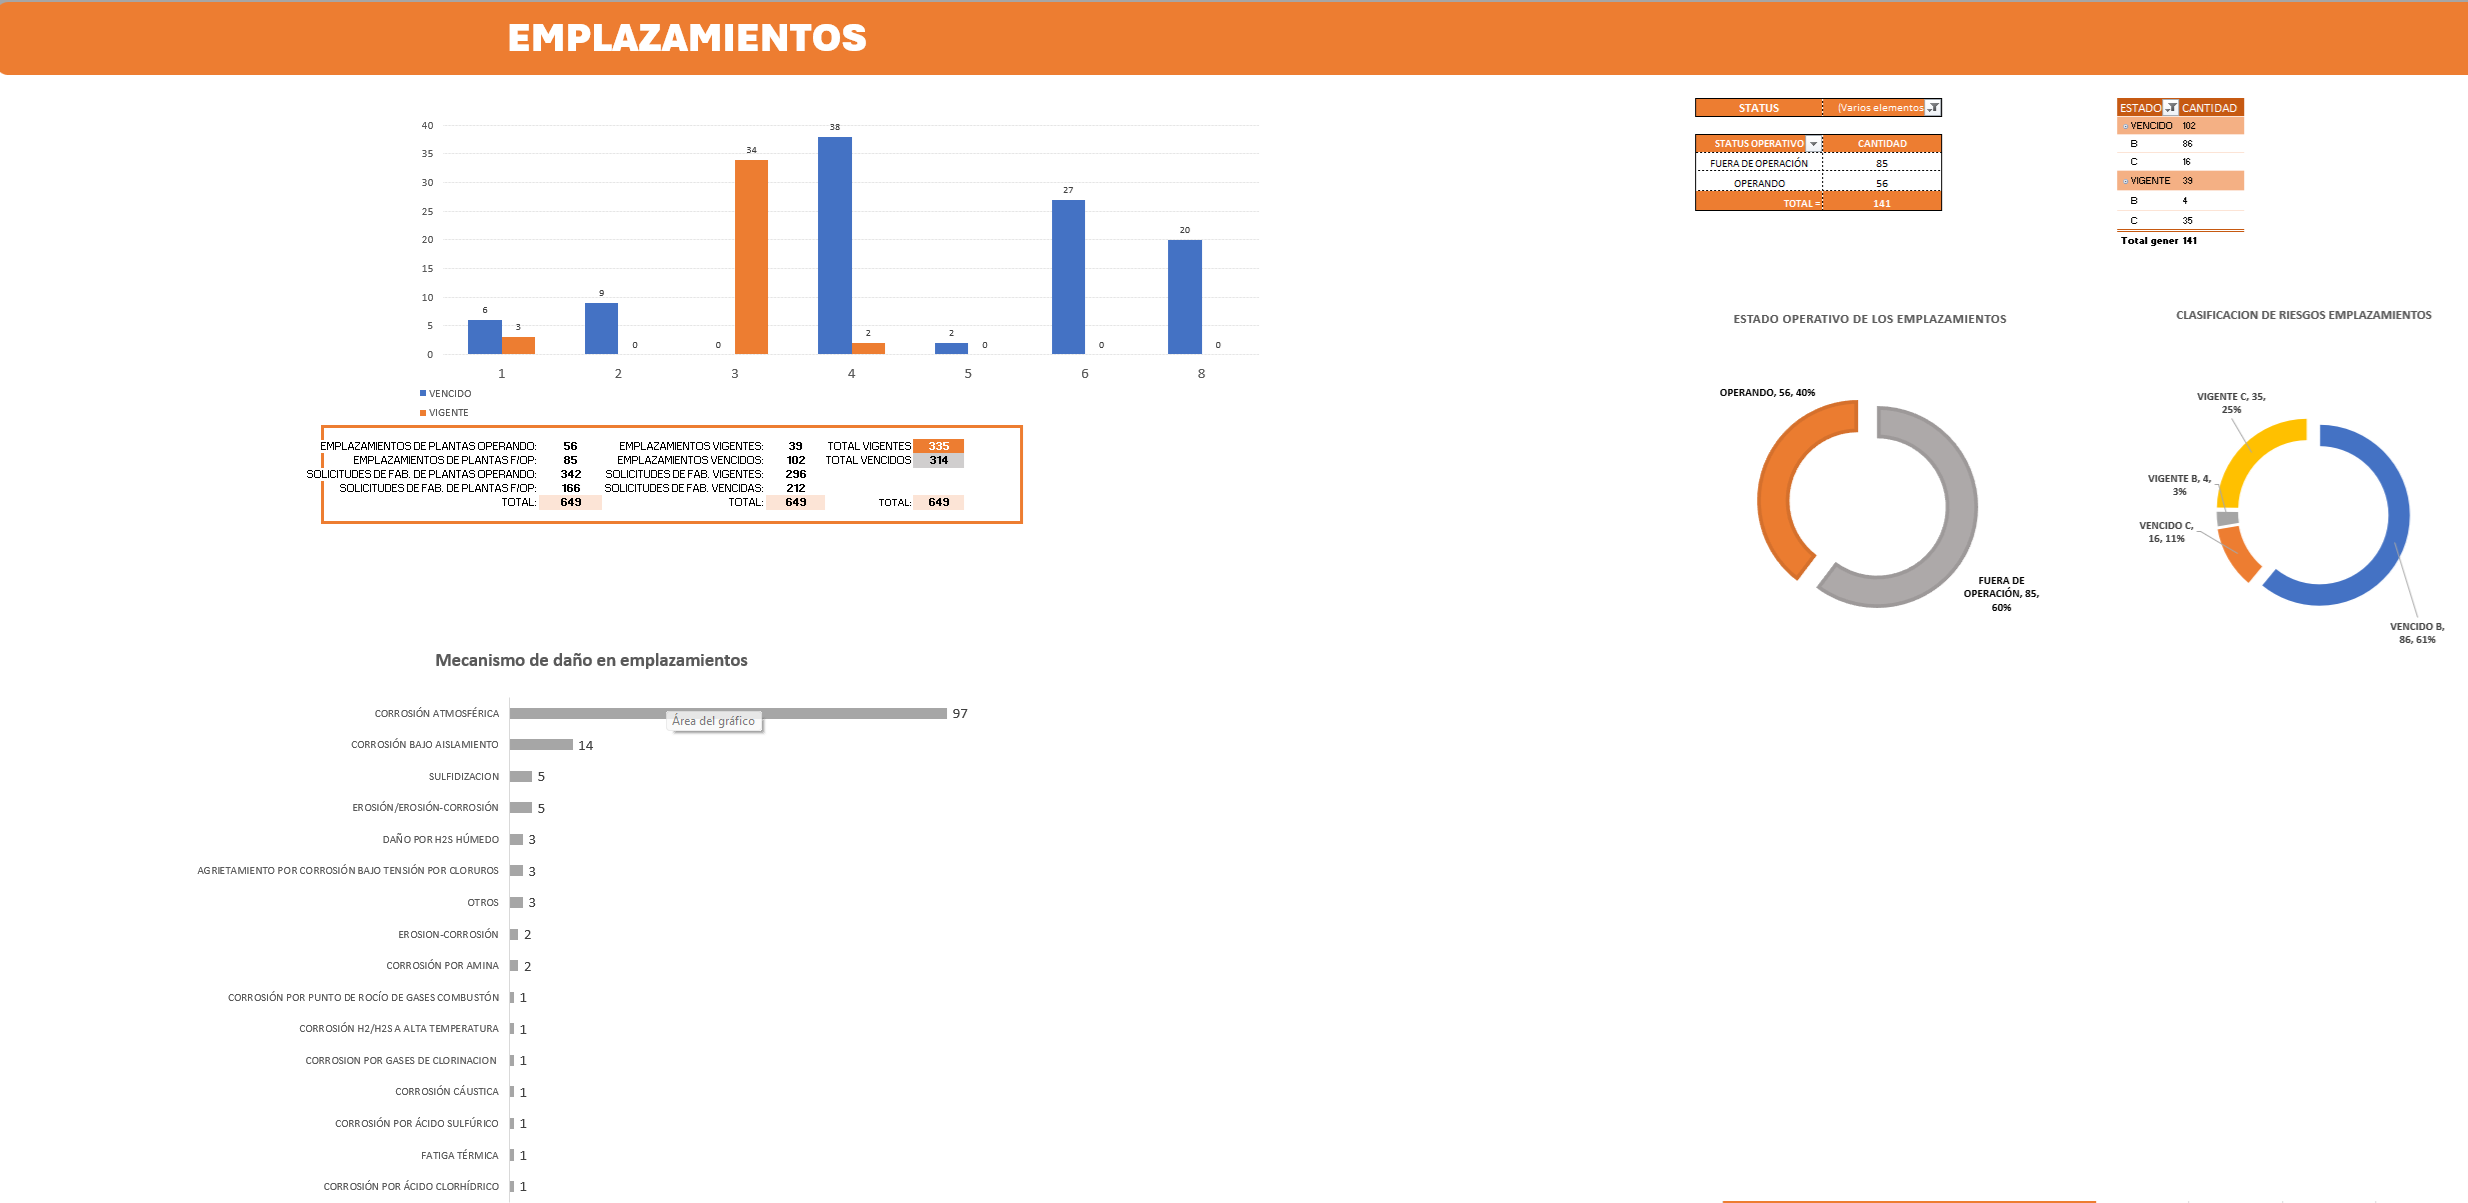 EMPLAZAMIENTOS
40
35
30
25
20
15
10
5
0
6
3
9
0
0
34
38
2
2
0
27
0
20
0
1 2 3 4 5 6 8
VENCIDO
VIGENTE
EMPLAZAMIENTOS DE PLANTAS OPERANDO: 56 EMPLAZAMIENTOS VIGENTES: 39 TOTAL VIGENTES 335
EMPLAZAMIENTOS DE PLANTAS F/OP: 85 EMPLAZAMIENTOS VENCIDOS: 102 TOTAL VENCIDOS 314
SOLICITUDES DE FAB. DE PLANTAS OPERANDO: 342 SOLICITUDES DE FAB. VIGENTES: 296
SOLICITUDES DE FAB. DE PLANTAS F/OP: 166 SOLICITUDES DE FAB. VENCIDAS: 212
TOTAL: 649 TOTAL: 649 TOTAL: 649
STATUS (Varios elementos
STATUS OPERATIVO CANTIDAD
FUERA DE OPERACIÓN 85
OPERANDO 56
TOTAL = 141
ESTADO CANTIDAD
VENCIDO 102
B 86
C 16
VIGENTE 39
B 4
C 35
Total gener 141
ESTADO OPERATIVO DE LOS EMPLAZAMIENTOS
OPERANDO, 56, 40%
FUERA DE
OPERACIÓN, 85,
60%
CLASIFICACION DE RIESGOS EMPLAZAMIENTOS
VIGENTE C, 35,
25%
VIGENTE B, 4,
3%
VENCIDO C,
16, 11%
VENCIDO B,
86, 61%
Mecanismo de daño en emplazamientos
CORROSIÓN ATMOSFÉRICA 97
Área del gráfico
CORROSIÓN BAJO AISLAMIENTO 14
SULFIDIZACION 5
EROSIÓN/EROSIÓN-CORROSIÓN 5
DAÑO POR H2S HÚMEDO 3
AGRIETAMIENTO POR CORROSIÓN BAJO TENSIÓN POR CLORUROS 3
OTROS 3
EROSION-CORROSIÓN 2
CORROSIÓN POR AMINA 2
CORROSIÓN POR PUNTO DE ROCÍO DE GASES COMBUSTÓN 1
CORROSIÓN H2/H2S A ALTA TEMPERATURA 1
CORROSION POR GASES DE CLORINACION 1
CORROSIÓN CÁUSTICA 1
CORROSIÓN POR ÁCIDO SULFÚRICO 1
FATIGA TÉRMICA 1
CORROSIÓN POR ÁCIDO CLORHÍDRICO 1